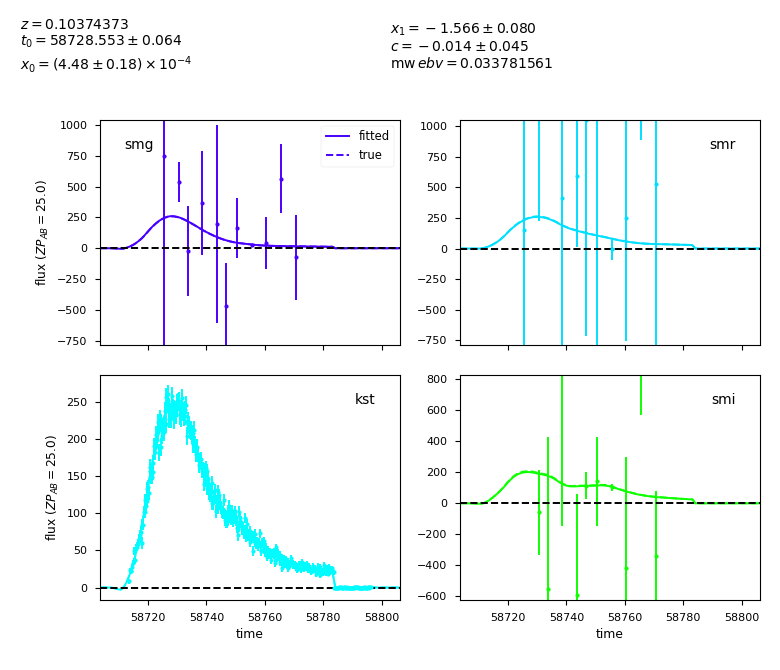 z = 0.10374373
t0 = 58728.553 ± 0.064
x0 = (4.48 ± 0.18) × 10^−4
x1 = −1.566 ± 0.080
c = −0.014 ± 0.045
mw ebv = 0.033781561
smg
fitted
true
1000
750
500
250
0
−250
−500
−750
flux (ZP_AB = 25.0)
smr
1000
750
500
250
0
−250
−500
−750
kst
250
200
150
100
50
0
flux (ZP_AB = 25.0)
58720 58740 58760 58780 58800
time
smi
800
600
400
200
0
−200
−400
−600
58720 58740 58760 58780 58800
time